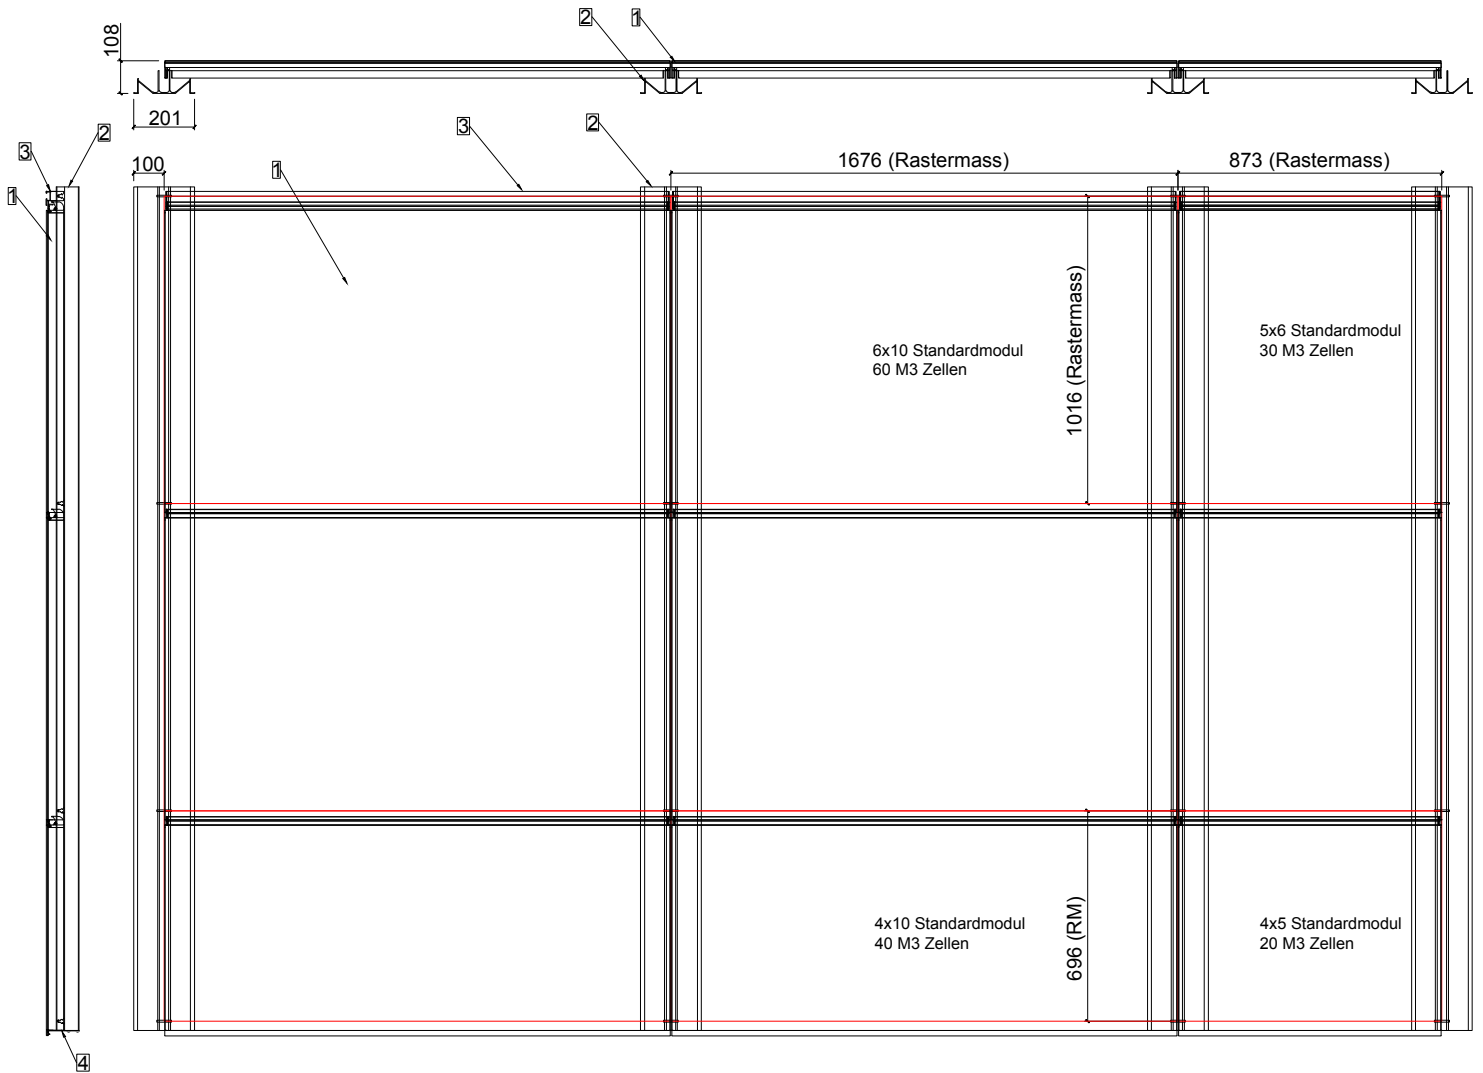 2
1
108
201
3
2
1
100
1
3
2
1676 (Rastermass)
873 (Rastermass)
1016 (Rastermass)
6x10 Standardmodul
60 M3 Zellen
5x6 Standardmodul
30 M3 Zellen
696 (RM)
4x10 Standardmodul
40 M3 Zellen
4x5 Standardmodul
20 M3 Zellen
4